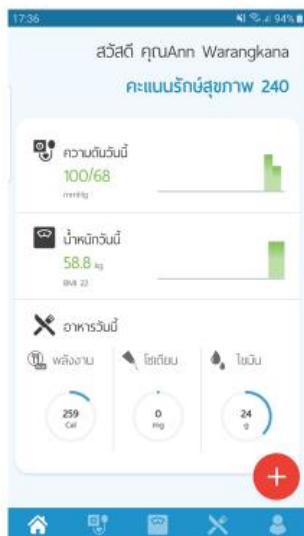 17:36 94%
สวัสดี คุณAnn Warangkana
คะแนนรักษ์สุขภาพ 240
ความดันวันนี้
100/68
mmHg
น้ำหนักวันนี้
58.8 kg
BMI 22
อาหารวันนี้
พลังงาน โซเดียม ไขมัน
259 0 24
Cal mg g